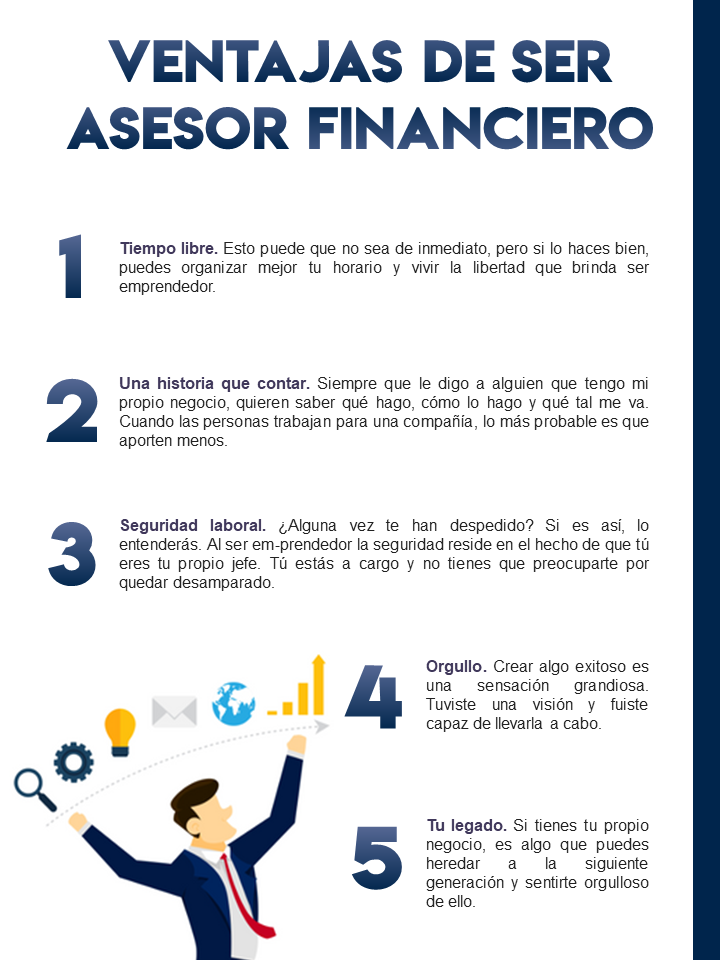 VENTAJAS DE SER
ASESOR FINANCIERO
1
Tiempo libre. Esto puede que no sea de inmediato, pero si lo haces bien,
puedes organizar mejor tu horario y vivir la libertad que brinda ser
emprendedor.
2
Una historia que contar. Siempre que le digo a alguien que tengo mi
propio negocio, quieren saber qué hago, cómo lo hago y qué tal me va.
Cuando las personas trabajan para una compañía, lo más probable es que
aporten menos.
3
Seguridad laboral. ¿Alguna vez te han despedido? Si es así, lo
entenderás. Al ser em-prendedor la seguridad reside en el hecho de que tú
eres tu propio jefe. Tú estás a cargo y no tienes que preocuparte por
quedar desamparado.
4
Orgullo. Crear algo exitoso es
una sensación grandiosa.
Tuviste una visión y fuiste
capaz de llevarla a cabo.
5
Tu legado. Si tienes tu propio
negocio, es algo que puedes
heredar a la siguiente
generación y sentirte orgulloso
de ello.